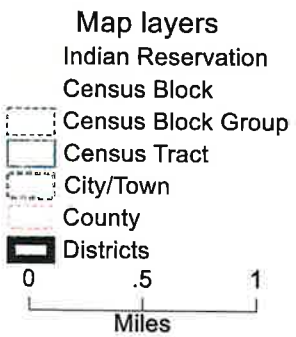 Map layers
Indian Reservation
Census Block
Census Block Group
Census Tract
City/Town
County
Districts
0 .5 1
Miles